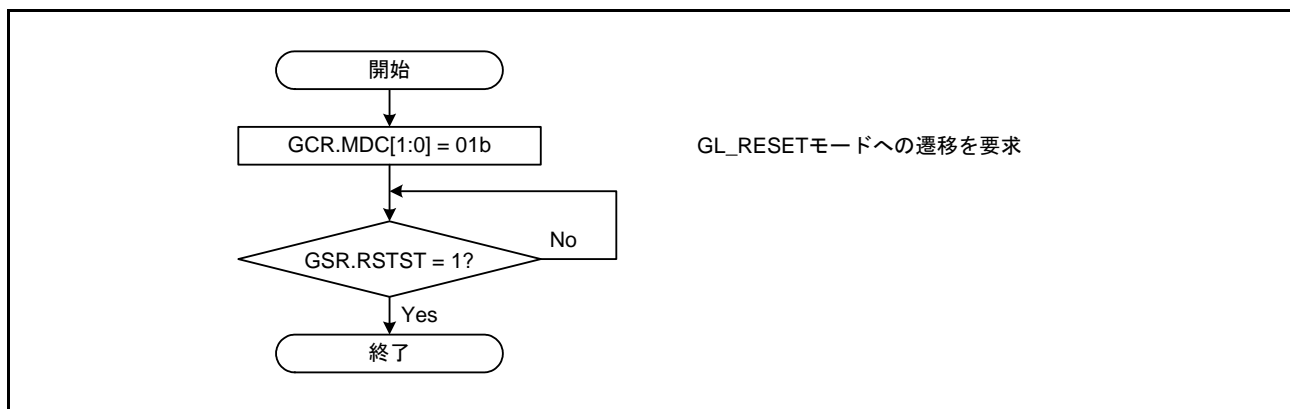 開始
GCR.MDC[1:0] = 01b
GL_RESETモードへの遷移を要求
No
GSR.RSTST = 1?
Yes
終了